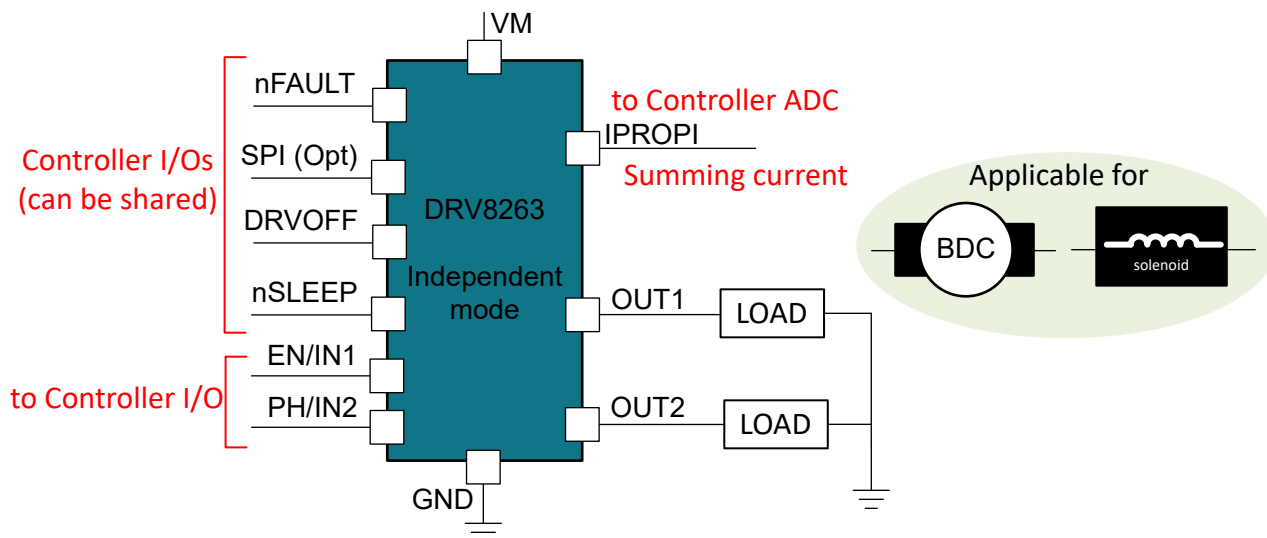 VM
nFAULT
SPI (Opt)
DRVOFF
nSLEEP
Controller I/Os
(can be shared)
EN/IN1
PH/IN2
to Controller I/O
DRV8263
Independent
mode
to Controller ADC
IPROPI
Summing current
OUT1
LOAD
OUT2
LOAD
GND
Applicable for
BDC
solenoid